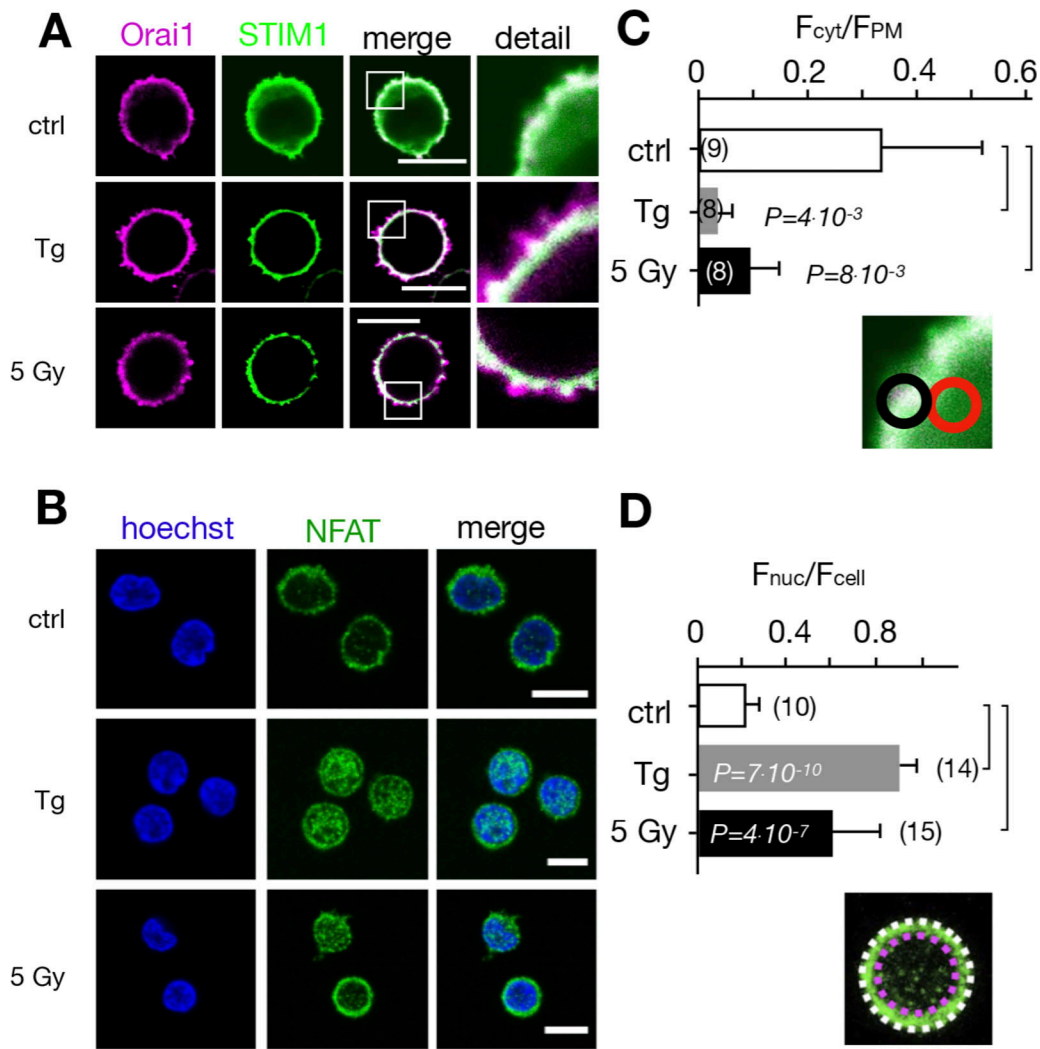 A
Orai1 STIM1 merge detail
ctrl
Tg
5 Gy
C
Fcyt/FPM
0 0.2 0.4 0.6
ctrl (9)
Tg (8) P=4·10⁻³
5 Gy (8) P=8·10⁻³
B
hoechst NFAT merge
ctrl
Tg
5 Gy
D
Fnuc/Fcell
0 0.4 0.8
ctrl (10)
Tg P=7·10⁻¹⁰ (14)
5 Gy P=4·10⁻⁷ (15)